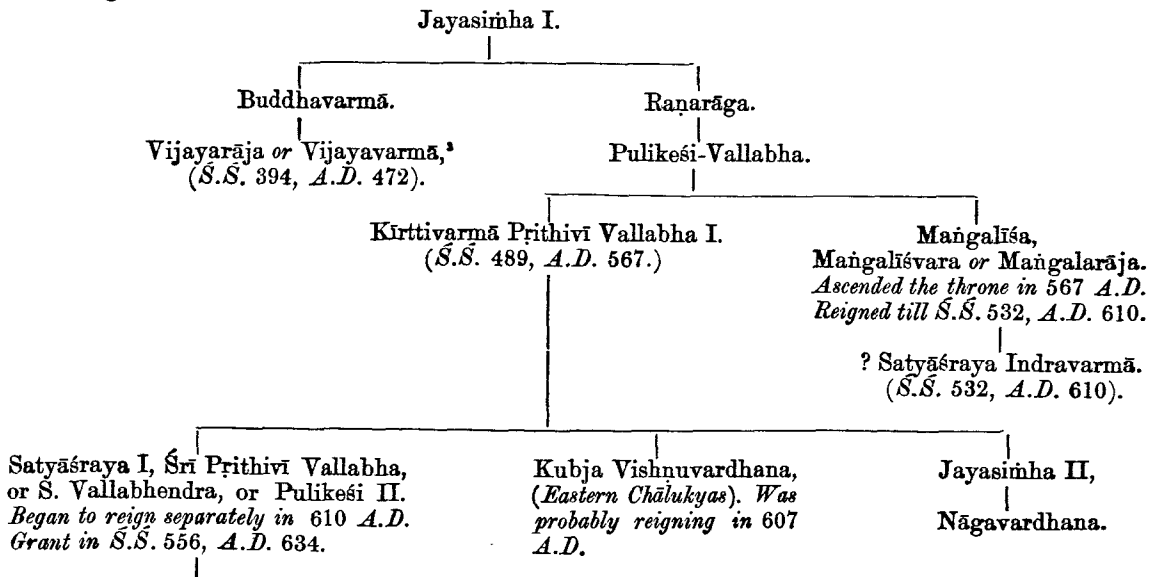 Jayasiṁha I.
Buddhavarmā.
Raṇarāga.
Vijayarāja or Vijayavarmā,³
(Ś.Ś. 394, A.D. 472).
Pulikeśi-Vallabha.
Kīrttivarmā Pṛithivī Vallabha I.
(Ś.Ś. 489, A.D. 567.)
Maṅgalīśa,
Maṅgalīśvara or Maṅgalarāja.
Ascended the throne in 567 A.D.
Reigned till Ś.Ś. 532, A.D. 610.
? Satyāśraya Indravarmā.
(Ś.Ś. 532, A.D. 610).
Satyāśraya I, Śrī Pṛithivī Vallabha,
or S. Vallabhendra, or Pulikeśi II.
Began to reign separately in 610 A.D.
Grant in Ś.Ś. 556, A.D. 634.
Kubja Vishṇuvardhana,
(Eastern Chālukyas). Was
probably reigning in 607
A.D.
Jayasiṁha II,
Nāgavardhana.